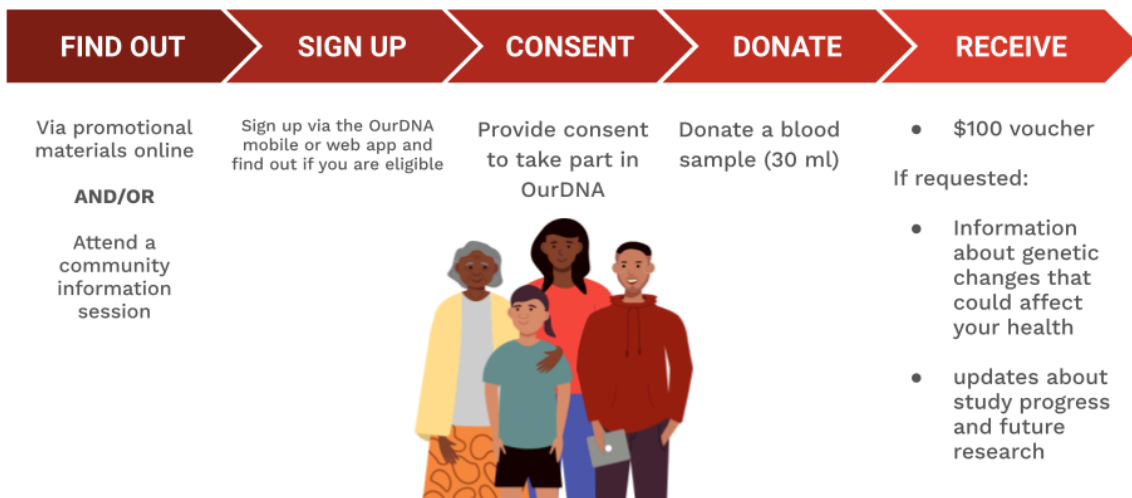 FIND OUT
SIGN UP
CONSENT
DONATE
RECEIVE
Via promotional
materials online
AND/OR
Attend a
community
information
session
Sign up via the OurDNA
mobile or web app and
find out if you are eligible
Provide consent
to take part in
OurDNA
Donate a blood
sample (30 ml)
● $100 voucher
If requested:
● Information
about genetic
changes that
could affect
your health
● updates about
study progress
and future
research